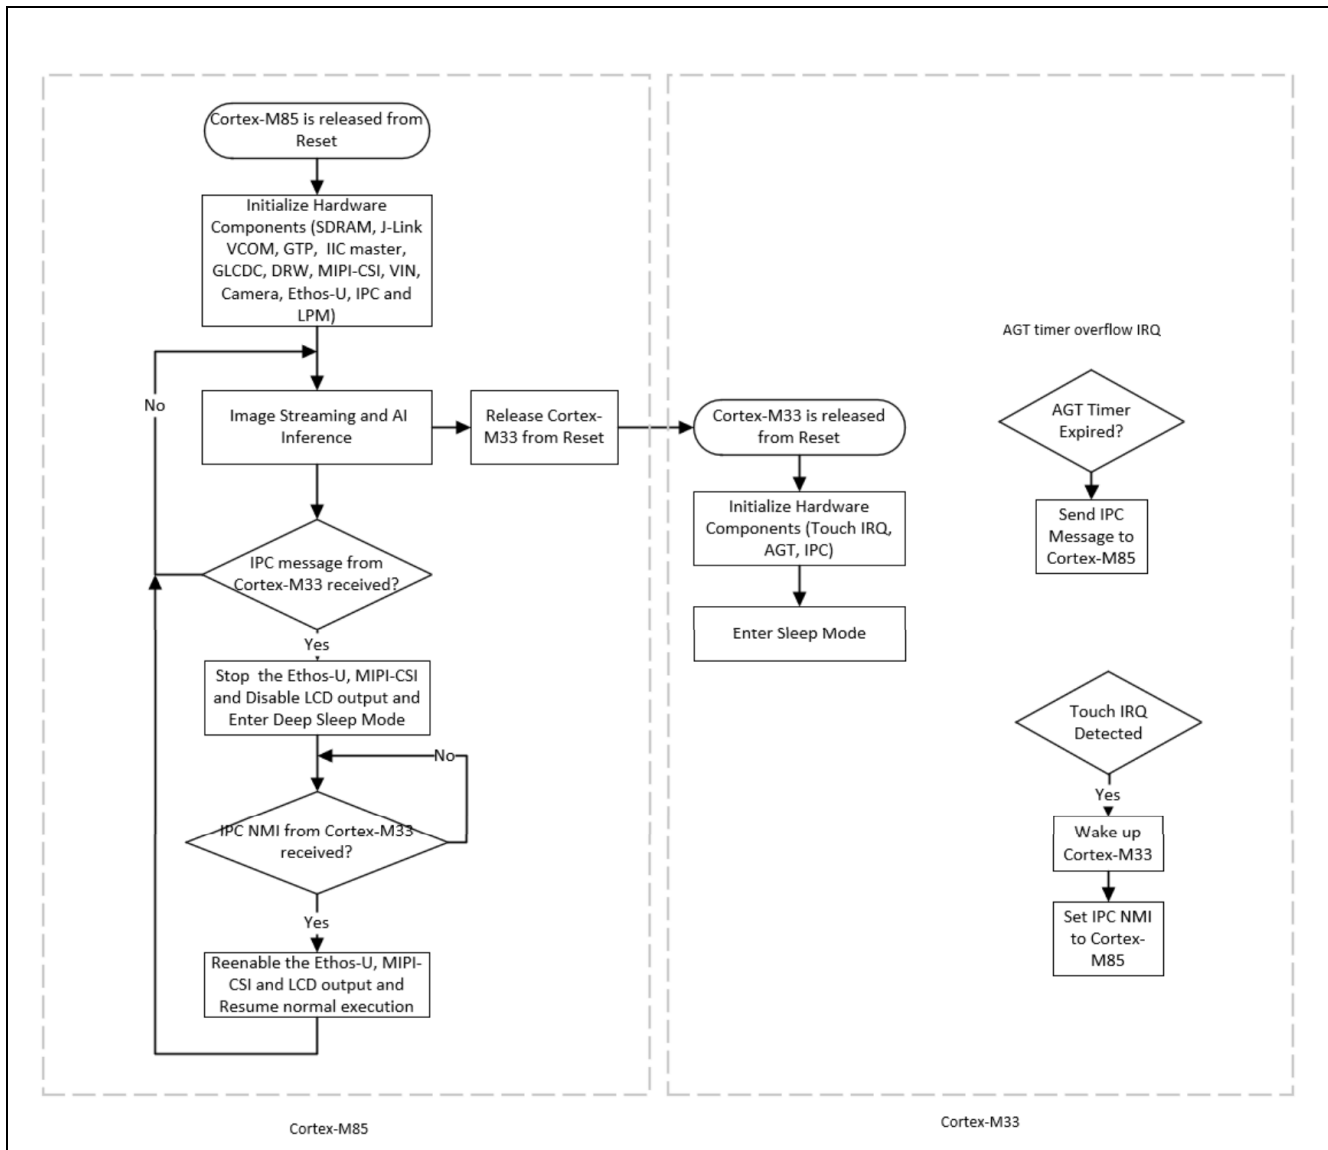 Cortex-M85 is released from
Reset
Initialize Hardware
Components (SDRAM, J-Link
VCOM, GTP, IIC master,
GLCDC, DRW, MIPI-CSI, VIN,
Camera, Ethos-U, IPC and
LPM)
No
Image Streaming and AI
Inference
Release Cortex-
M33 from Reset
IPC message from
Cortex-M33 received?
Yes
Stop the Ethos-U, MIPI-CSI
and Disable LCD output and
Enter Deep Sleep Mode
No
IPC NMI from Cortex-M33
received?
Yes
Reenable the Ethos-U, MIPI-
CSI and LCD output and
Resume normal execution
Cortex-M85
Cortex-M33 is released
from Reset
Initialize Hardware
Components (Touch IRQ,
AGT, IPC)
Enter Sleep Mode
AGT timer overflow IRQ
AGT Timer
Expired?
Send IPC
Message to
Cortex-M85
Touch IRQ
Detected
Yes
Wake up
Cortex-M33
Set IPC NMI
to Cortex-
M85
Cortex-M33